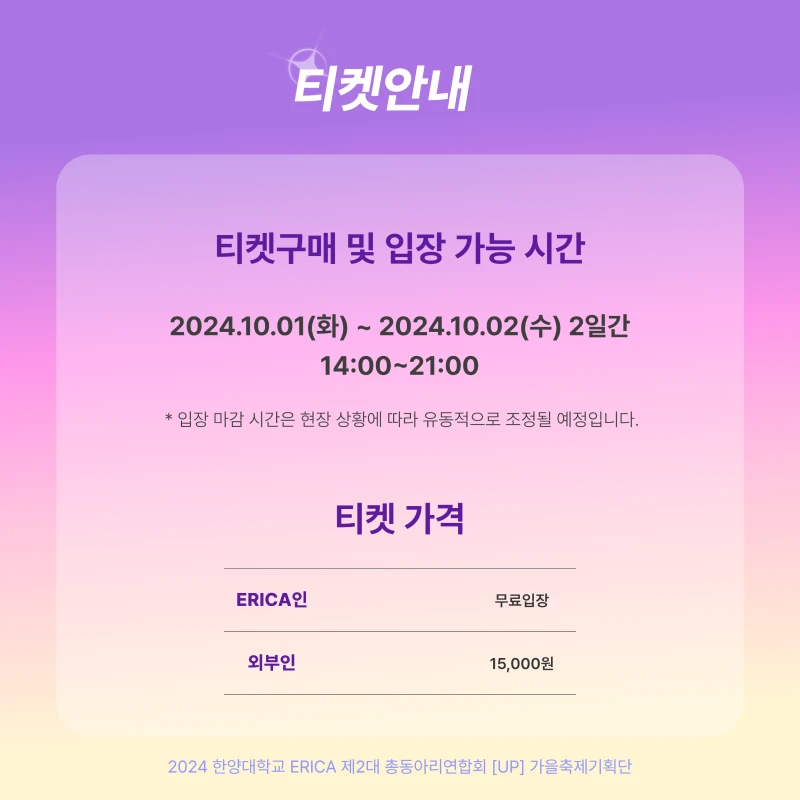 티켓안내
티켓구매 및 입장 가능 시간
2024.10.01(화) ~ 2024.10.02(수) 2일간
14:00~21:00
* 입장 마감 시간은 현장 상황에 따라 유동적으로 조정될 예정입니다.
티켓 가격
ERICA인 무료입장
외부인 15,000원
2024 한양대학교 ERICA 제2대 총동아리연합회 [UP] 가을축제기획단